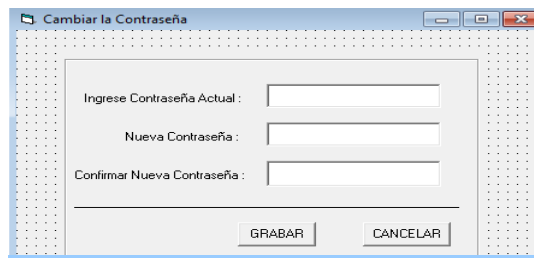 Cambiar la Contraseña
Ingrese Contraseña Actual :
Nueva Contraseña :
Confirmar Nueva Contraseña :
GRABAR CANCELAR